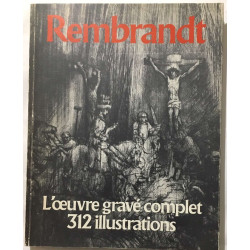 Rembrandt
L'œuvre gravé complet
312 illustrations